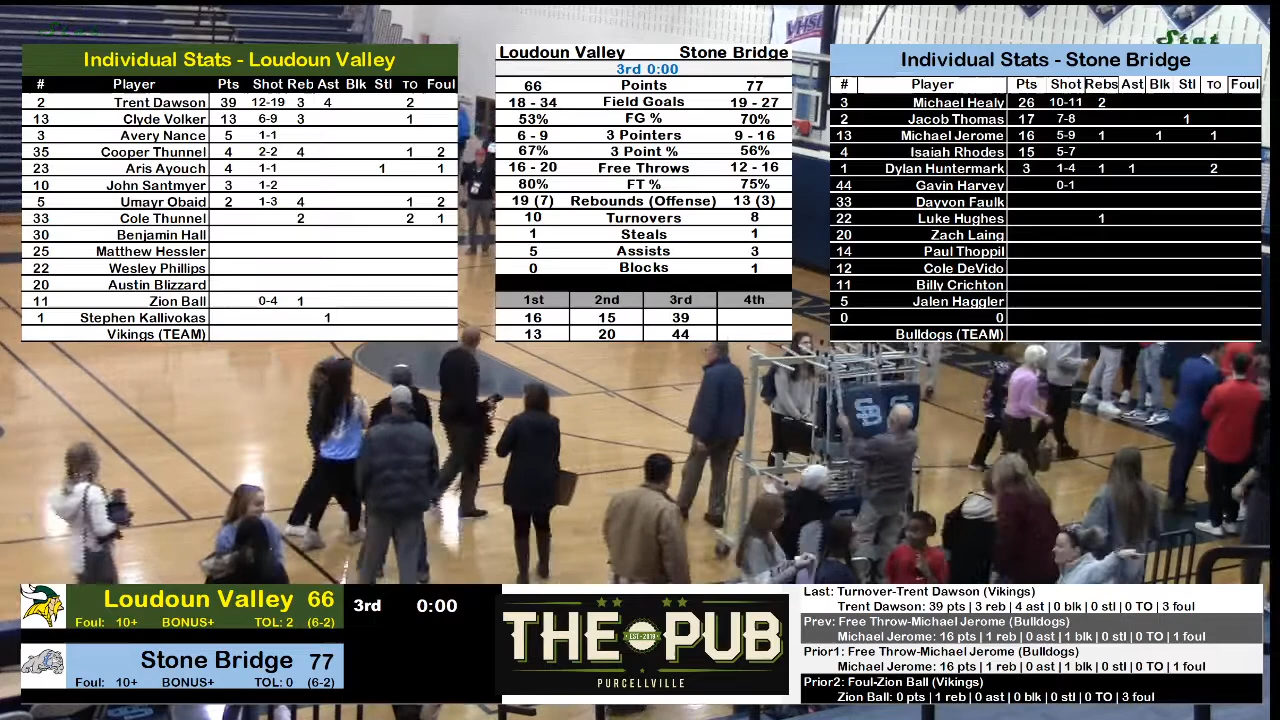 Individual Stats - Loudoun Valley
# Player Pts Shot Reb Ast Blk Stl TO Foul
2 Trent Dawson 39 12-19 3 4 2
13 Clyde Volker 13 6-9 3 1
3 Avery Nance 5 1-1
35 Cooper Thunnel 4 2-2 4 1 2
23 Aris Ayouch 4 1-1 1 1
10 John Santmyer 3 1-2
5 Umayr Obaid 2 1-3 4 1 2
33 Cole Thunnel 2 2 1
30 Benjamin Hall
25 Matthew Hessler
22 Wesley Phillips
20 Austin Blizzard
11 Zion Ball 0-4 1
1 Stephen Kallivokas 1
Vikings (TEAM)
Loudoun Valley Stone Bridge
3rd 0:00
66 Points 77
18 - 34 Field Goals 19 - 27
53% FG % 70%
6 - 9 3 Pointers 9 - 16
67% 3 Point % 56%
16 - 20 Free Throws 12 - 16
80% FT % 75%
19 (7) Rebounds (Offense) 13 (3)
10 Turnovers 8
1 Steals 1
5 Assists 3
0 Blocks 1
1st 2nd 3rd 4th
16 15 39
13 20 44
Individual Stats - Stone Bridge
# Player Pts Shot Rebs Ast Blk Stl TO Foul
3 Michael Healy 26 10-11 2
2 Jacob Thomas 17 7-8 1
13 Michael Jerome 16 5-9 1 1 1
4 Isaiah Rhodes 15 5-7
1 Dylan Huntermark 3 1-4 1 1 2
44 Gavin Harvey 0-1
33 Dayvon Faulk
22 Luke Hughes 1
20 Zach Laing
14 Paul Thoppil
12 Cole DeVido
11 Billy Crichton
5 Jalen Haggler
0 0
Bulldogs (TEAM)
VHSL
SB
Loudoun Valley 66
Foul: 10+ BONUS+ TOL: 2 (6-2)
Stone Bridge 77
Foul: 10+ BONUS+ TOL: 0 (6-2)
3rd 0:00
THE PUB
EST-2019
PURCELLVILLE
Last: Turnover-Trent Dawson (Vikings)
Trent Dawson: 39 pts | 3 reb | 4 ast | 0 blk | 0 stl | 0 TO | 3 foul
Prev: Free Throw-Michael Jerome (Bulldogs)
Michael Jerome: 16 pts | 1 reb | 0 ast | 1 blk | 0 stl | 0 TO | 1 foul
Prior1: Free Throw-Michael Jerome (Bulldogs)
Michael Jerome: 16 pts | 1 reb | 0 ast | 1 blk | 0 stl | 0 TO | 1 foul
Prior2: Foul-Zion Ball (Vikings)
Zion Ball: 0 pts | 1 reb | 0 ast | 0 blk | 0 stl | 0 TO | 3 foul